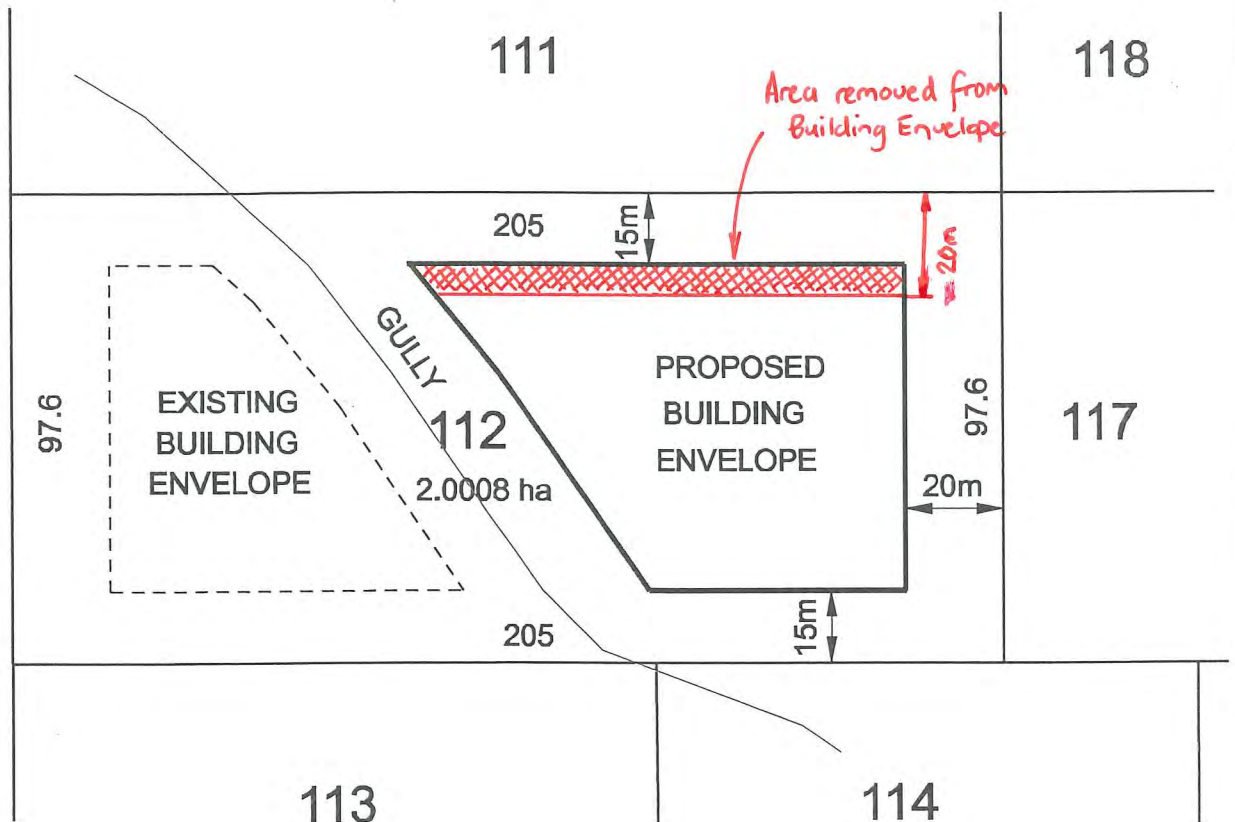 111
118
Area removed from
Building Envelope
205
15m
20m
GULLY
PROPOSED
BUILDING
ENVELOPE
EXISTING
BUILDING
ENVELOPE
97.6
112
2.0008 ha
97.6
117
20m
205
15m
113
114